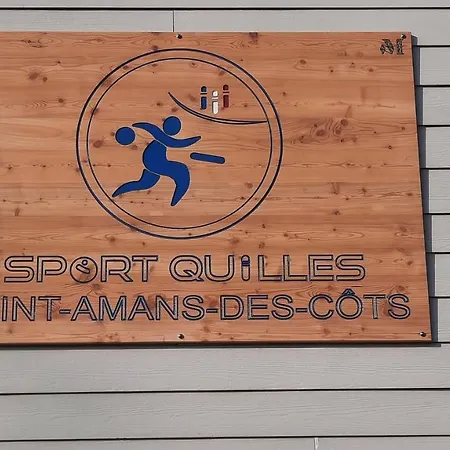 SPORT QUILLES
INT-AMANS-DES-CÔTS